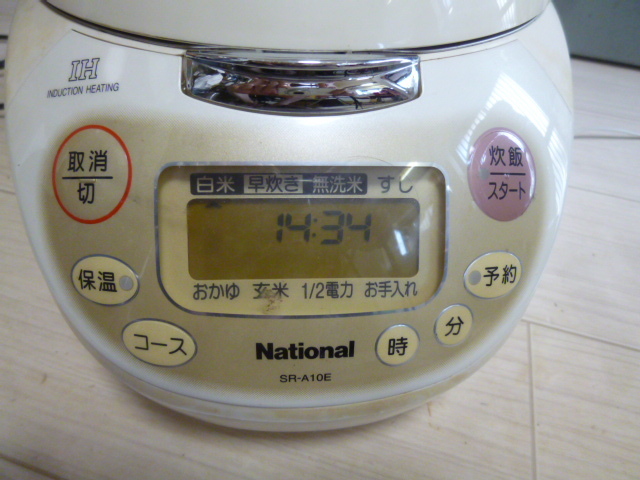 IH
INDUCTION HEATING
取消
切
炊飯
スタート
白米 早炊き 無洗米 すし
14:34
おかゆ 玄米 1/2電力 お手入れ
保温
予約
コース
時
分
National
SR-A10E